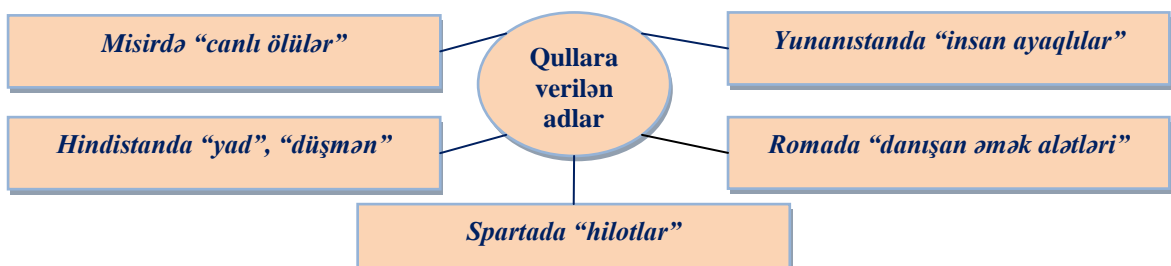 Misirdə “canlı ölülər”
Yunanıstanda “insan ayaqlılar”
Qullara
verilən
adlar
Hindistanda “yad”, “düşmən”
Romada “danışan əmək alətləri”
Spartada “hilotlar”